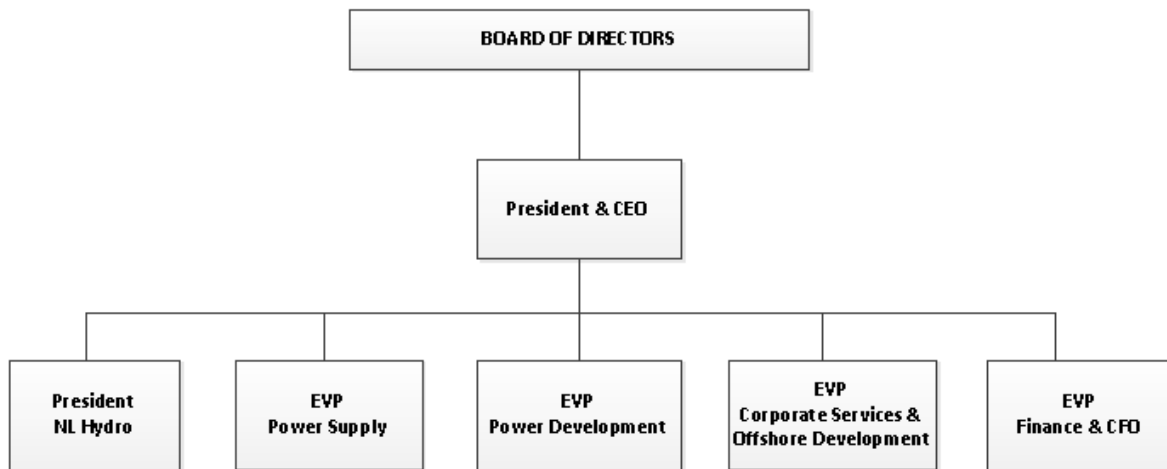 BOARD OF DIRECTORS
President & CEO
President
NL Hydro
EVP
Power Supply
EVP
Power Development
EVP
Corporate Services &
Offshore Development
EVP
Finance & CFO